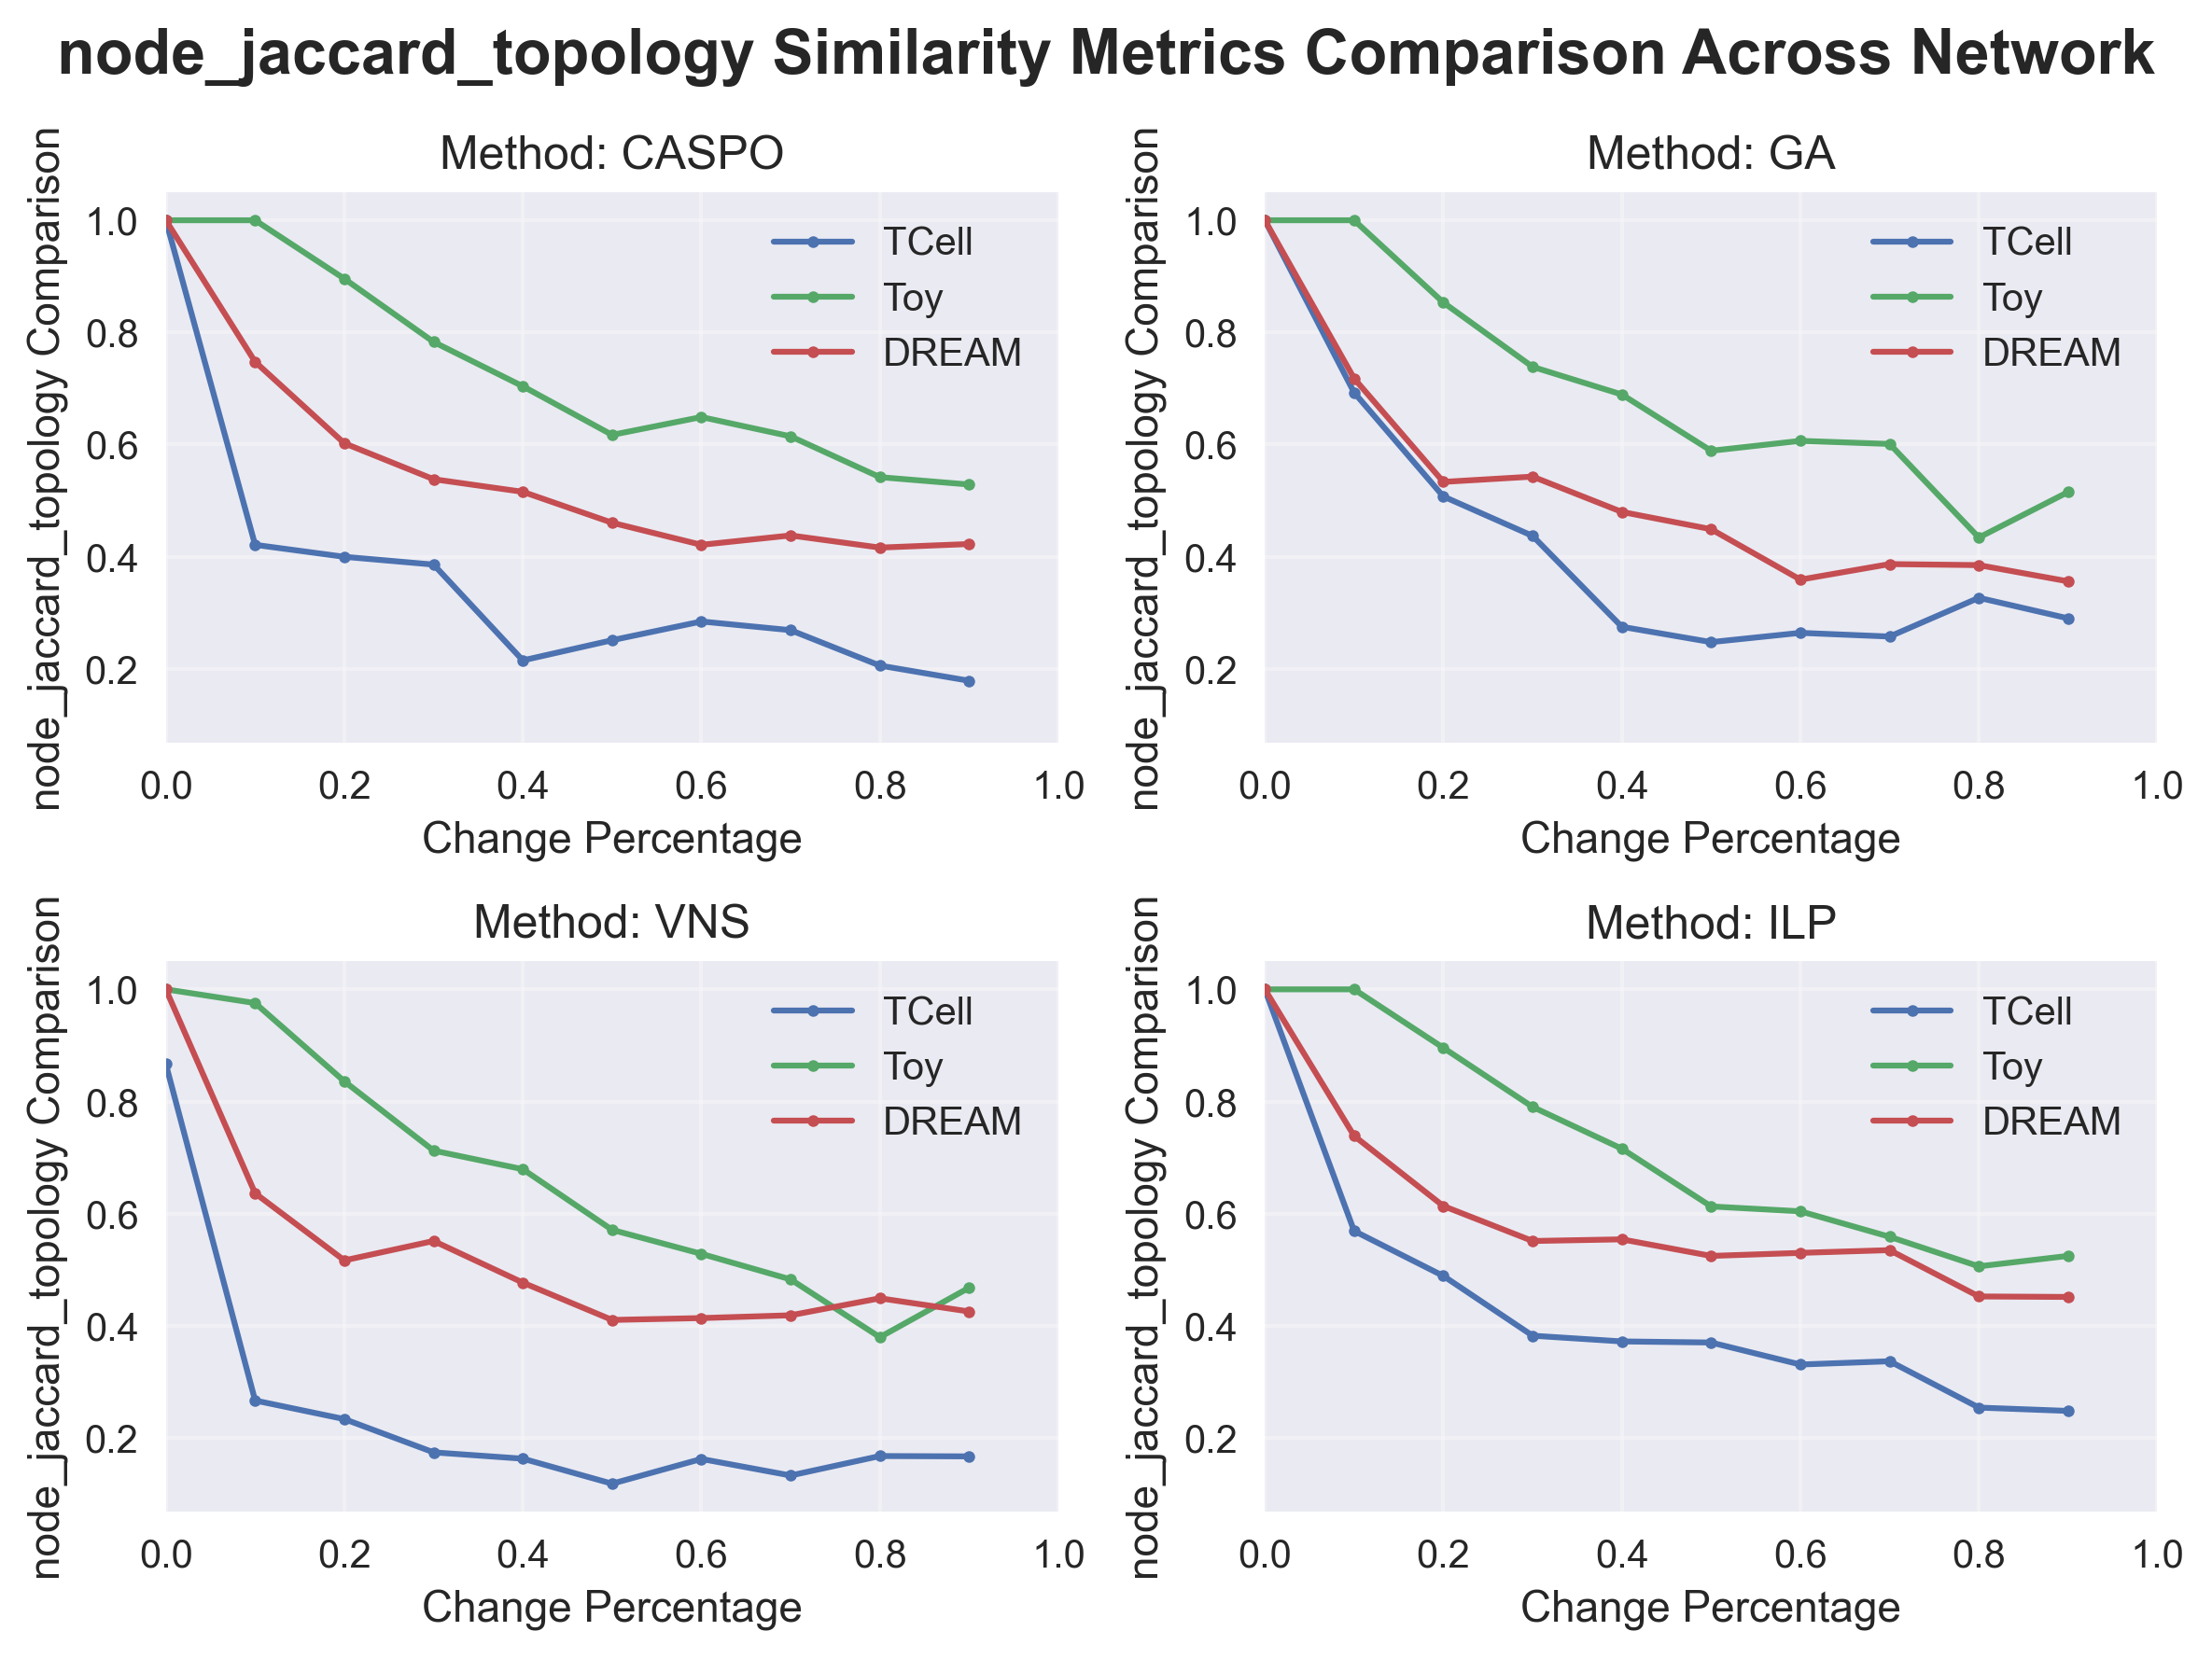 node_jaccard_topology Similarity Metrics Comparison Across Network
Method: CASPO
node_jaccard_topology Comparison
1.0
0.8
0.6
0.4
0.2
TCell
Toy
DREAM
0.0 0.2 0.4 0.6 0.8 1.0
Change Percentage
Method: GA
node_jaccard_topology Comparison
1.0
0.8
0.6
0.4
0.2
TCell
Toy
DREAM
0.0 0.2 0.4 0.6 0.8 1.0
Change Percentage
Method: VNS
node_jaccard_topology Comparison
1.0
0.8
0.6
0.4
0.2
TCell
Toy
DREAM
0.0 0.2 0.4 0.6 0.8 1.0
Change Percentage
Method: ILP
node_jaccard_topology Comparison
1.0
0.8
0.6
0.4
0.2
TCell
Toy
DREAM
0.0 0.2 0.4 0.6 0.8 1.0
Change Percentage